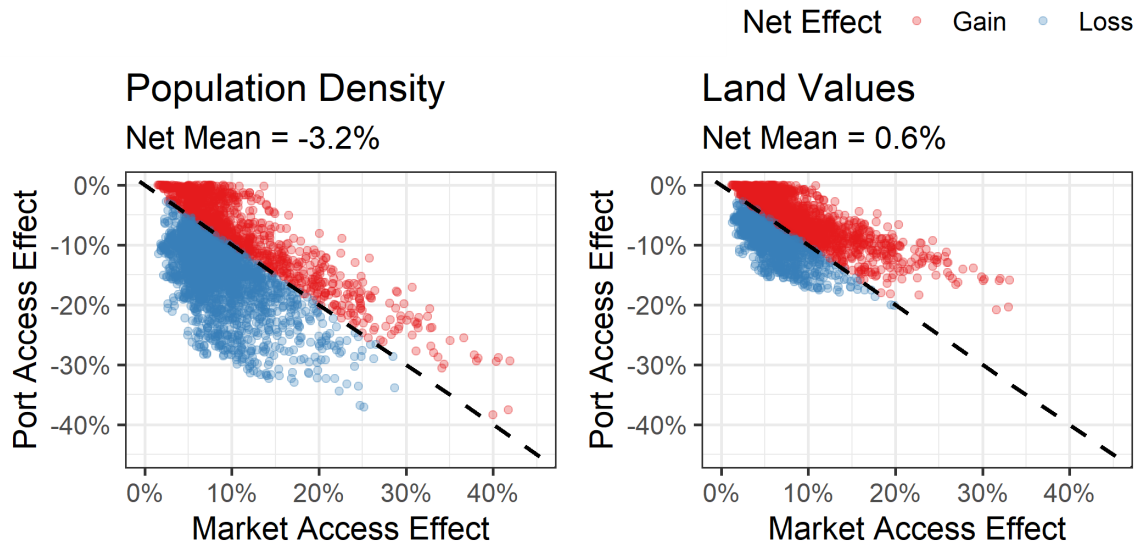 Net Effect Gain Loss
Population Density
Net Mean = -3.2%
Port Access Effect
0%
-10%
-20%
-30%
-40%
0% 10% 20% 30% 40%
Market Access Effect
Land Values
Net Mean = 0.6%
Port Access Effect
0%
-10%
-20%
-30%
-40%
0% 10% 20% 30% 40%
Market Access Effect